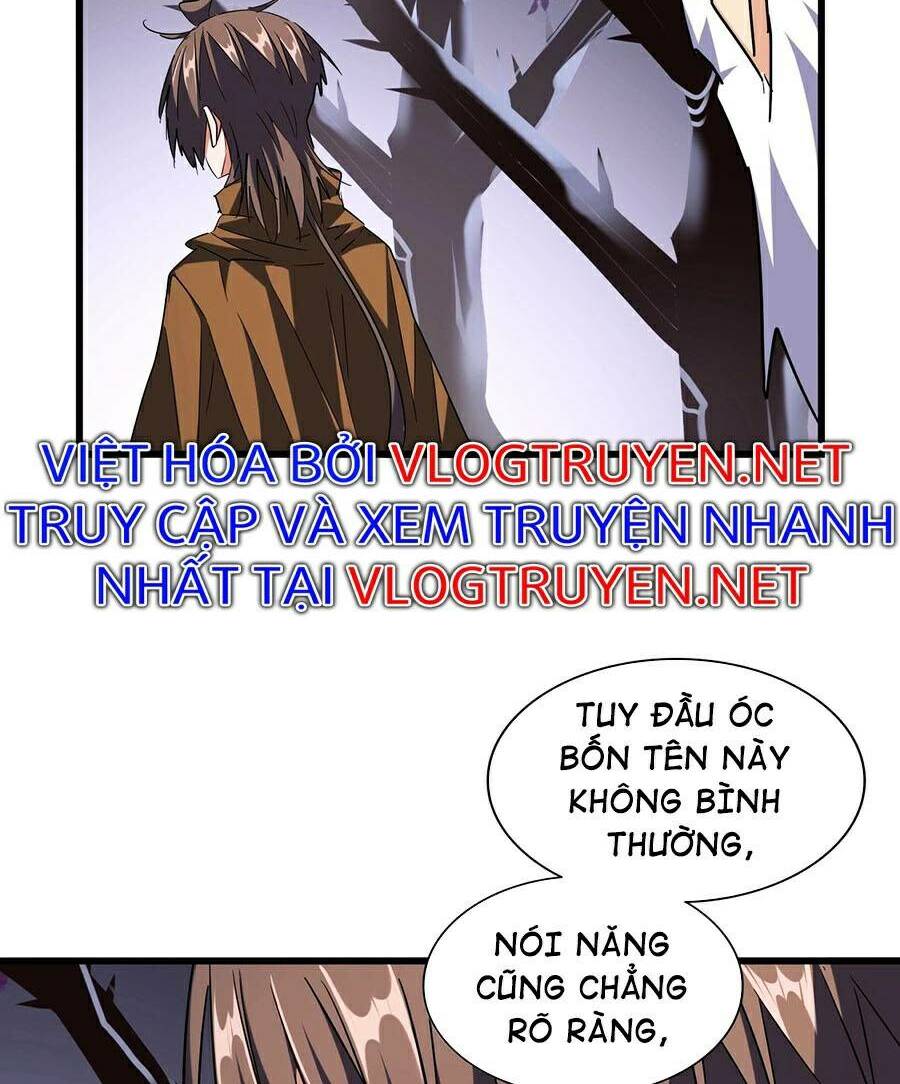 VIỆT HÓA BỞI VLOGTRUYEN.NET
TRUY CẬP VÀ XEM TRUYỆN NHANH
NHẤT TẠI VLOGTRUYEN.NET
TUY ĐẦU ÓC
BỐN TÊN NÀY
KHÔNG BÌNH
THƯỜNG,
NÓI NĂNG
CŨNG CHẲNG
RÕ RÀNG,